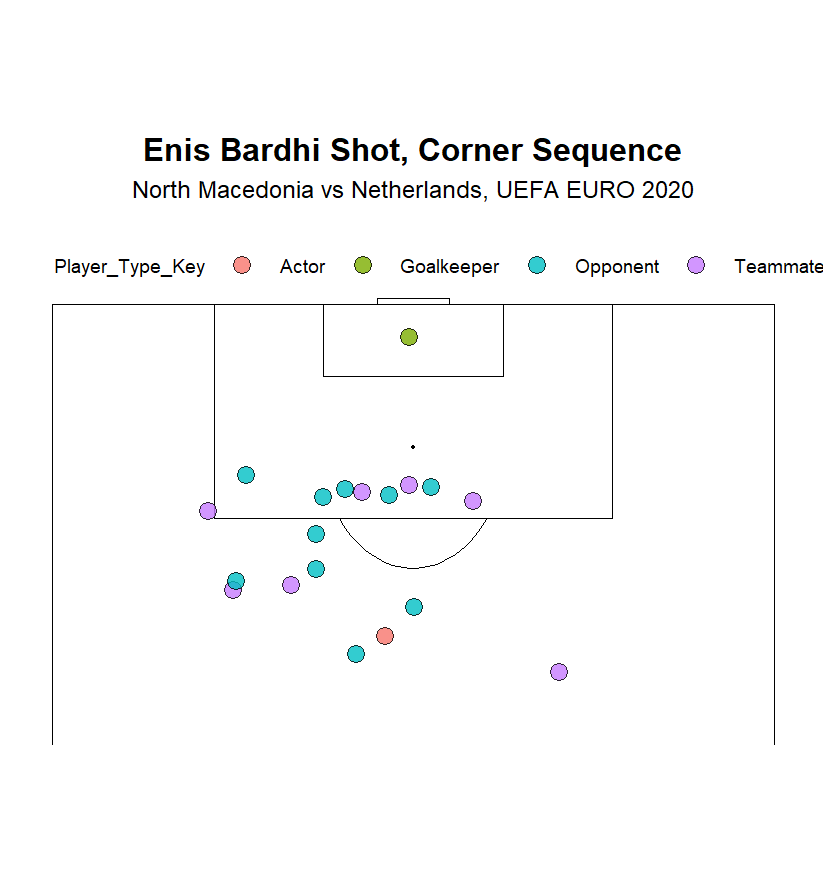 Enis Bardhi Shot, Corner Sequence
North Macedonia vs Netherlands, UEFA EURO 2020
Player_Type_Key Actor Goalkeeper Opponent Teammate